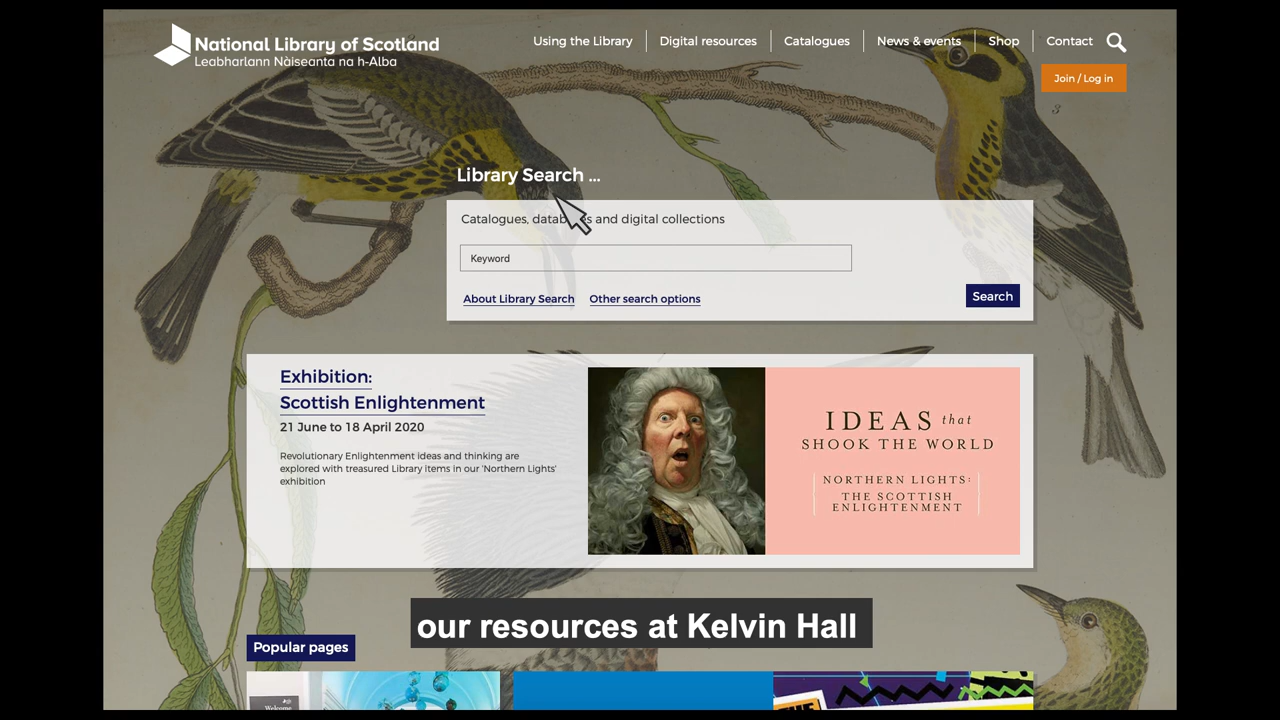 National Library of Scotland
Leabharlann Nàiseanta na h-Alba
Using the Library
Digital resources
Catalogues
News & events
Shop
Contact
Join / Log in
3
Library Search ...
Catalogues, and digital collections
Keyword
About Library Search
Other search options
Search
Exhibition:
Scottish Enlightenment
21 June to 18 April 2020
Revolutionary Enlightenment ideas and thinking are
explored with treasured Library items in our 'Northern Lights'
exhibition
IDEAS that
SHOOK THE WORLD
NORTHERN LIGHTS:
THE SCOTTISH
ENLIGHTENMENT
our resources at Kelvin Hall
Popular pages
Welcome